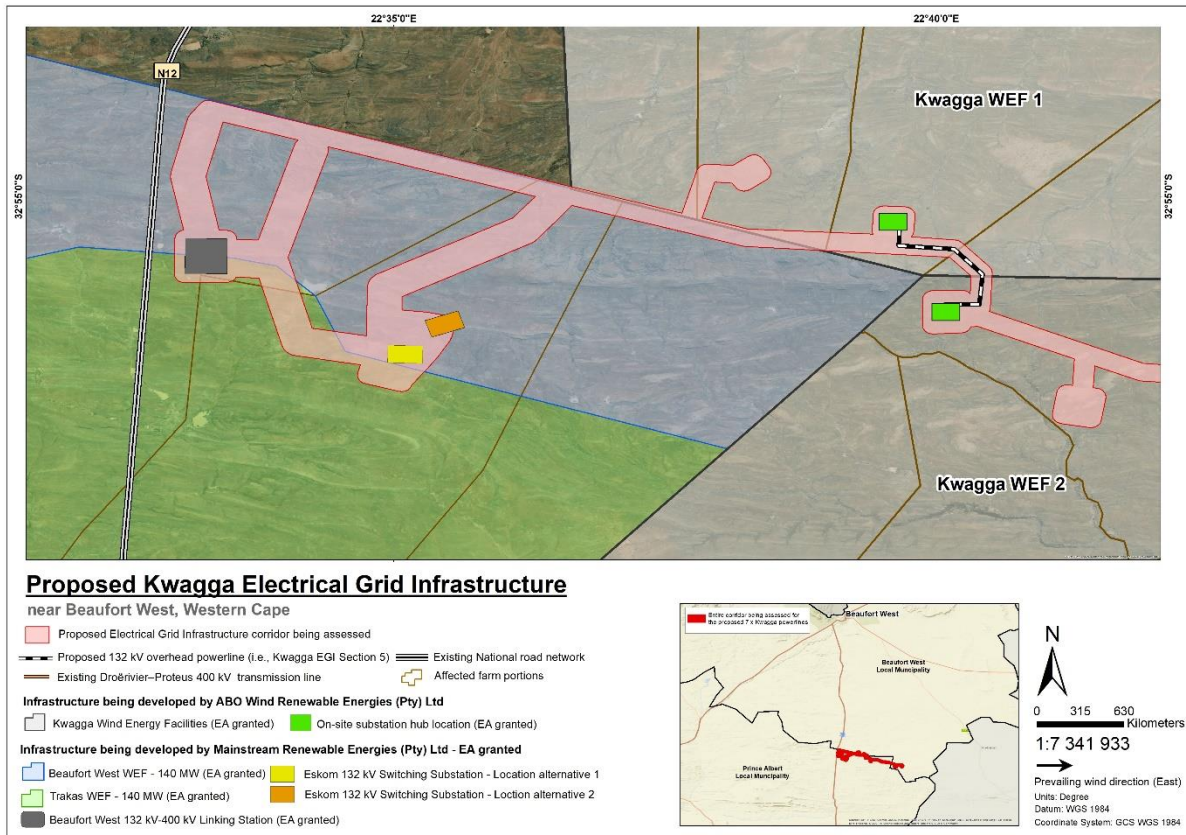 22°35'0"E
22°40'0"E
N12
Kwagga WEF 1
32°55'0"S
32°55'0"S
Kwagga WEF 2
Proposed Kwagga Electrical Grid Infrastructure
near Beaufort West, Western Cape
Proposed Electrical Grid Infrastructure corridor being assessed
Proposed 132 kV overhead powerline (i.e., Kwagga EGI Section 5)
Existing National road network
Existing Droërivier–Proteus 400 kV transmission line
Affected farm portions
Infrastructure being developed by ABO Wind Renewable Energies (Pty) Ltd
Kwagga Wind Energy Facilities (EA granted)
On-site substation hub location (EA granted)
Infrastructure being developed by Mainstream Renewable Energies (Pty) Ltd - EA granted
Beaufort West WEF - 140 MW (EA granted)
Eskom 132 kV Switching Substation - Location alternative 1
Trakas WEF - 140 MW (EA granted)
Eskom 132 kV Switching Substation - Loction alternative 2
Beaufort West 132 kV-400 kV Linking Station (EA granted)
Entire corridor being assessed for
the proposed 7 x Kwagga powerlines
Beaufort West
Beaufort West
Local Municipality
Prince Albert
Local Muncipality
N
0 315 630
Kilometers
1:7 341 933
Prevailing wind direction (East)
Units: Degree
Datum: WGS 1984
Coordinate System: GCS WGS 1984